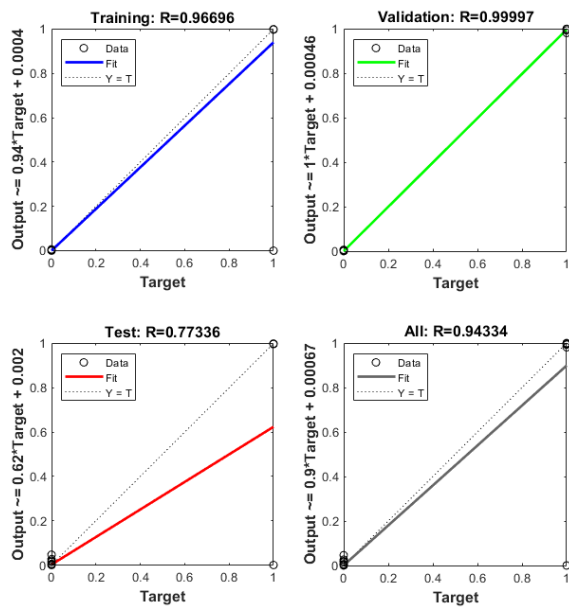 Training: R=0.96696
Output ~= 0.94*Target + 0.0004
1
0.8
0.6
0.4
0.2
0
Data
Fit
Y = T
0
0.2
0.4
0.6
0.8
1
Target
Validation: R=0.99997
Output ~= 1*Target + 0.00046
1
0.8
0.6
0.4
0.2
0
Data
Fit
Y = T
0
0.2
0.4
0.6
0.8
1
Target
Test: R=0.77336
Output ~= 0.62*Target + 0.002
1
0.8
0.6
0.4
0.2
0
Data
Fit
Y = T
0
0.2
0.4
0.6
0.8
1
Target
All: R=0.94334
Output ~= 0.9*Target + 0.00067
1
0.8
0.6
0.4
0.2
0
Data
Fit
Y = T
0
0.2
0.4
0.6
0.8
1
Target